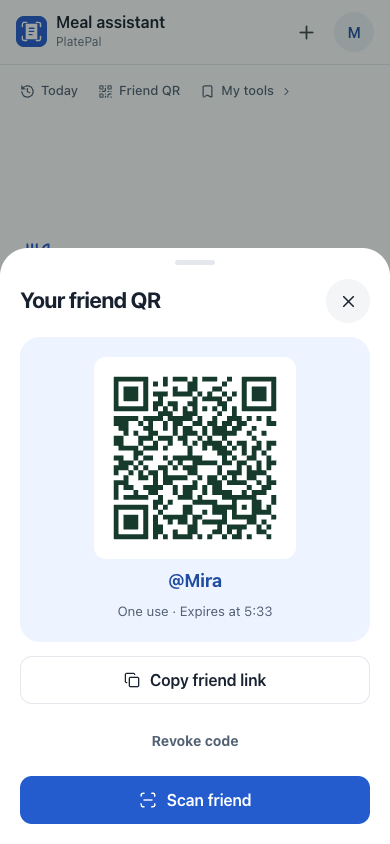 Meal assistant
PlatePal
M
Today
Friend QR
My tools
Your friend QR
@Mira
One use · Expires at 5:33
Copy friend link
Revoke code
Scan friend